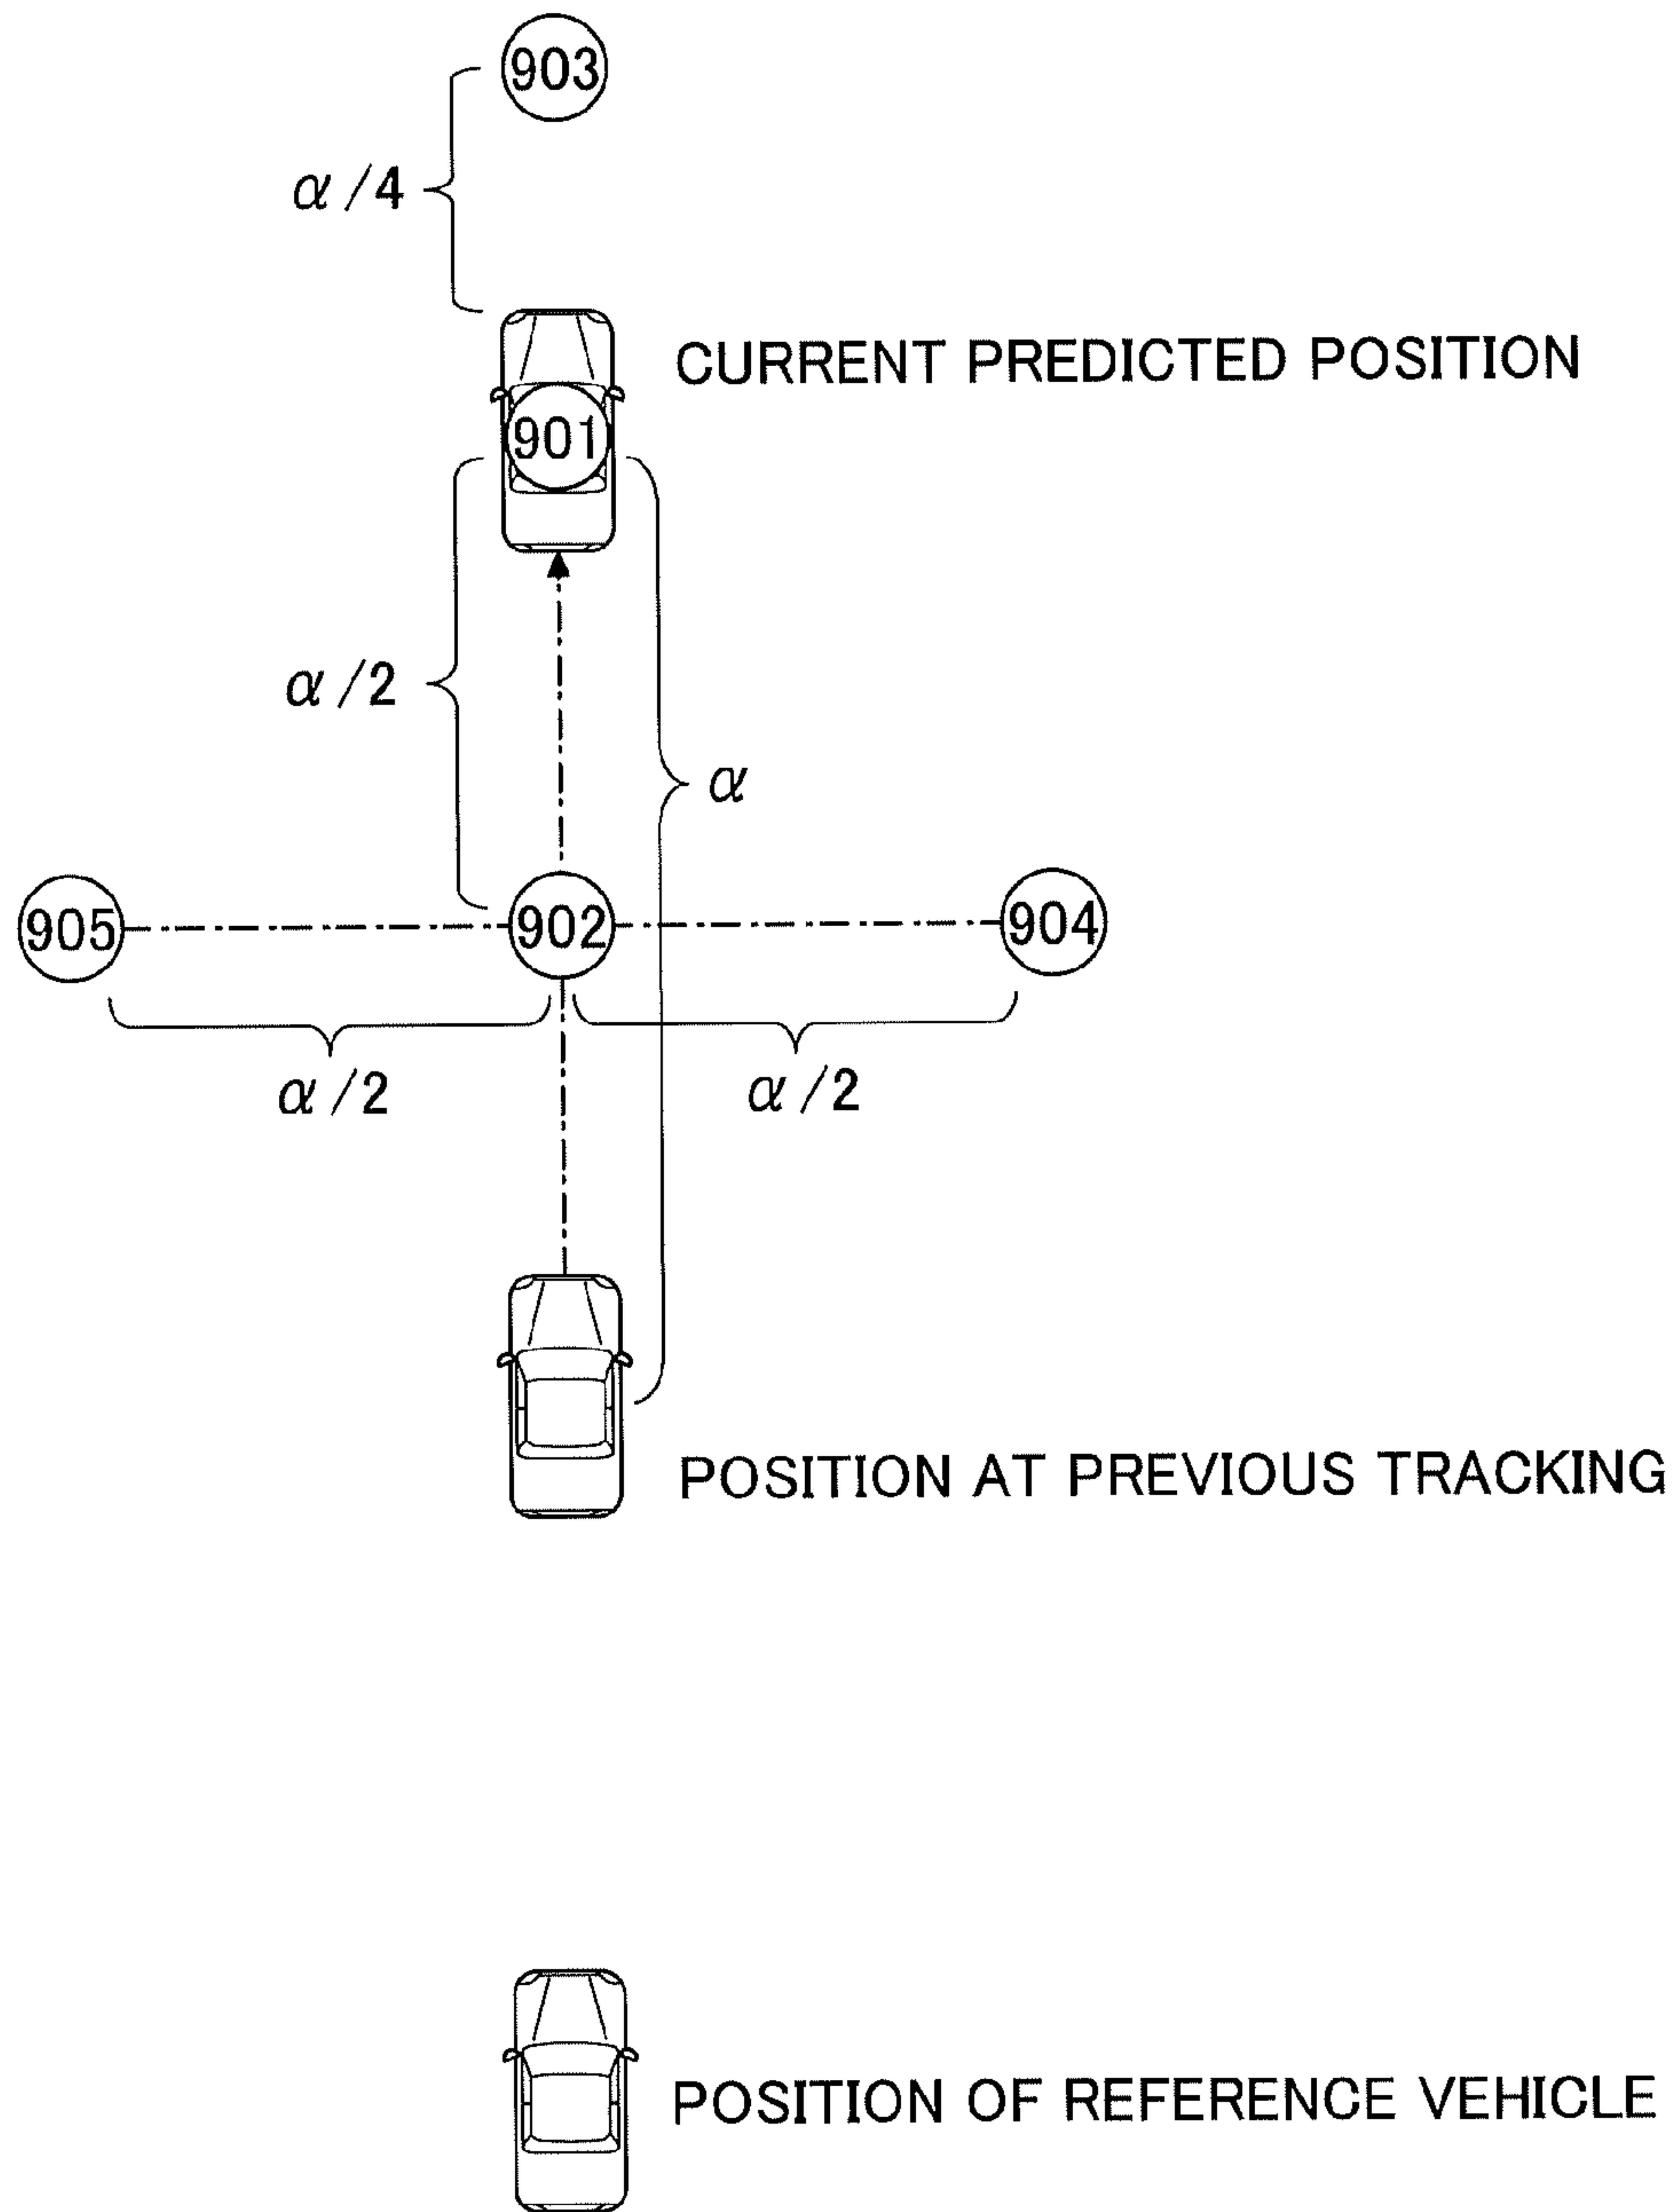 903
α/4
CURRENT PREDICTED POSITION
901
α/2
α
905
902
904
α/2
α/2
POSITION AT PREVIOUS TRACKING
POSITION OF REFERENCE VEHICLE